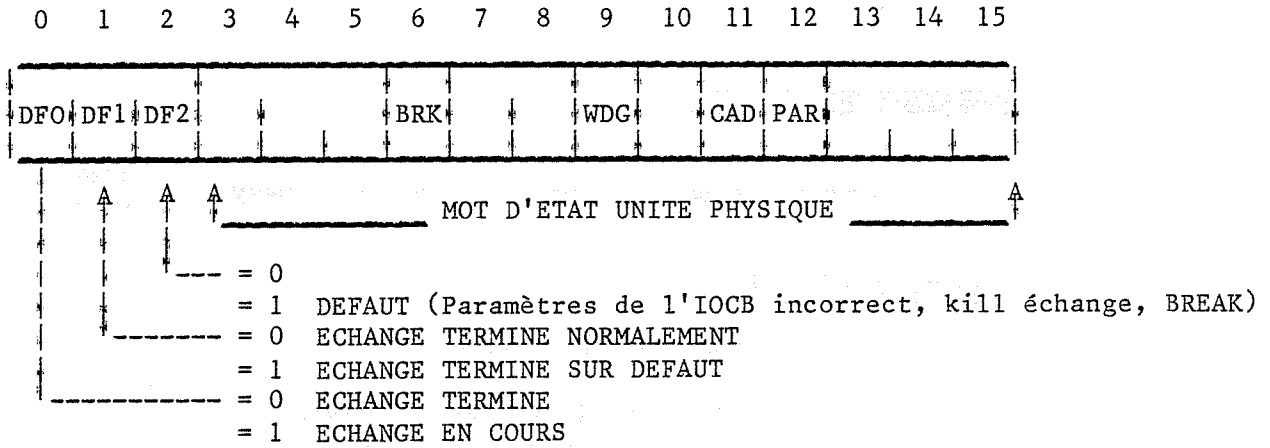 0 1 2 3 4 5 6 7 8 9 10 11 12 13 14 15
DFO DF1 DF2 BRK WDG CAD PAR
MOT D'ETAT UNITE PHYSIQUE
= 0
= 1 DEFAUT (Paramètres de l'IOCB incorrect, kill échange, BREAK)
= 0 ECHANGE TERMINE NORMALEMENT
= 1 ECHANGE TERMINE SUR DEFAUT
= 0 ECHANGE TERMINE
= 1 ECHANGE EN COURS